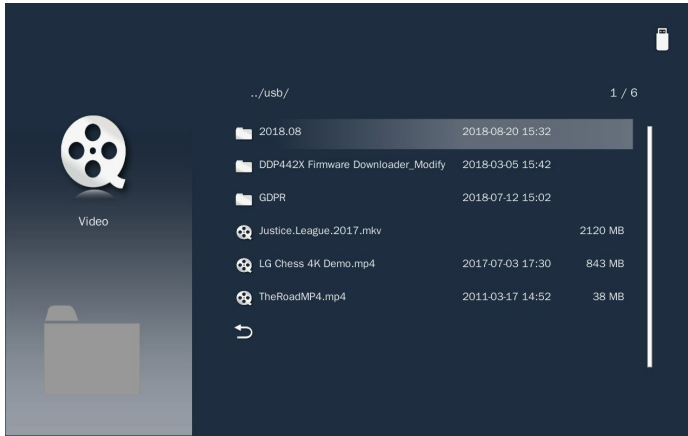 ../usb/ 1 / 6
2018.08 2018-08-20 15:32
DDP442X Firmware Downloader_Modify 2018-03-05 15:42
GDPR 2018-07-12 15:02
Video
Justice.League.2017.mkv 2120 MB
LG Chess 4K Demo.mp4 2017-07-03 17:30 843 MB
TheRoadMP4.mp4 2011-03-17 14:52 38 MB